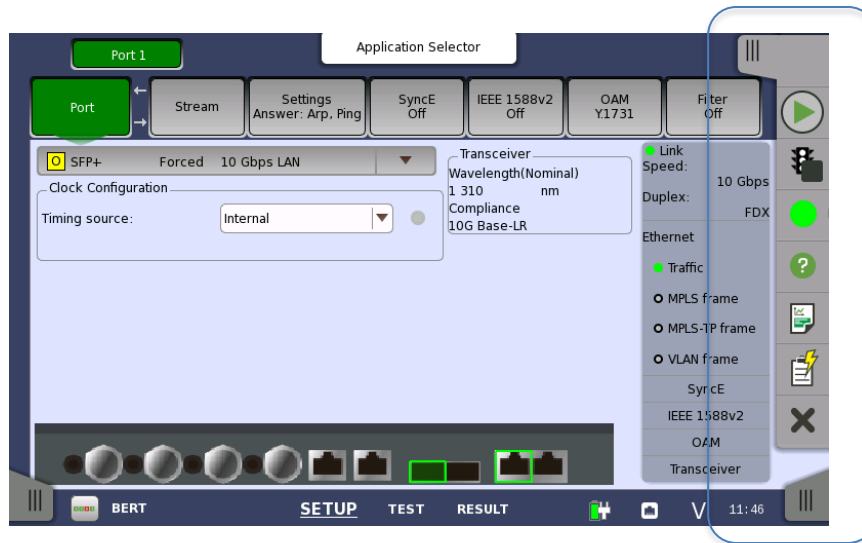 Port 1
Application Selector
Port
Stream
Settings
Answer: Arp, Ping
SyncE
Off
IEEE 1588v2
Off
OAM
Y.1731
Filter
Off
O SFP+ Forced 10 Gbps LAN
Clock Configuration
Timing source: Internal
Transceiver
Wavelength(Nominal)
1 310 nm
Compliance
10G Base-LR
Link
Speed:
10 Gbps
Duplex:
FDX
Ethernet
Traffic
MPLS frame
MPLS-TP frame
VLAN frame
SyncE
IEEE 1588v2
OAM
Transceiver
?
BERT SETUP TEST RESULT V 11:46